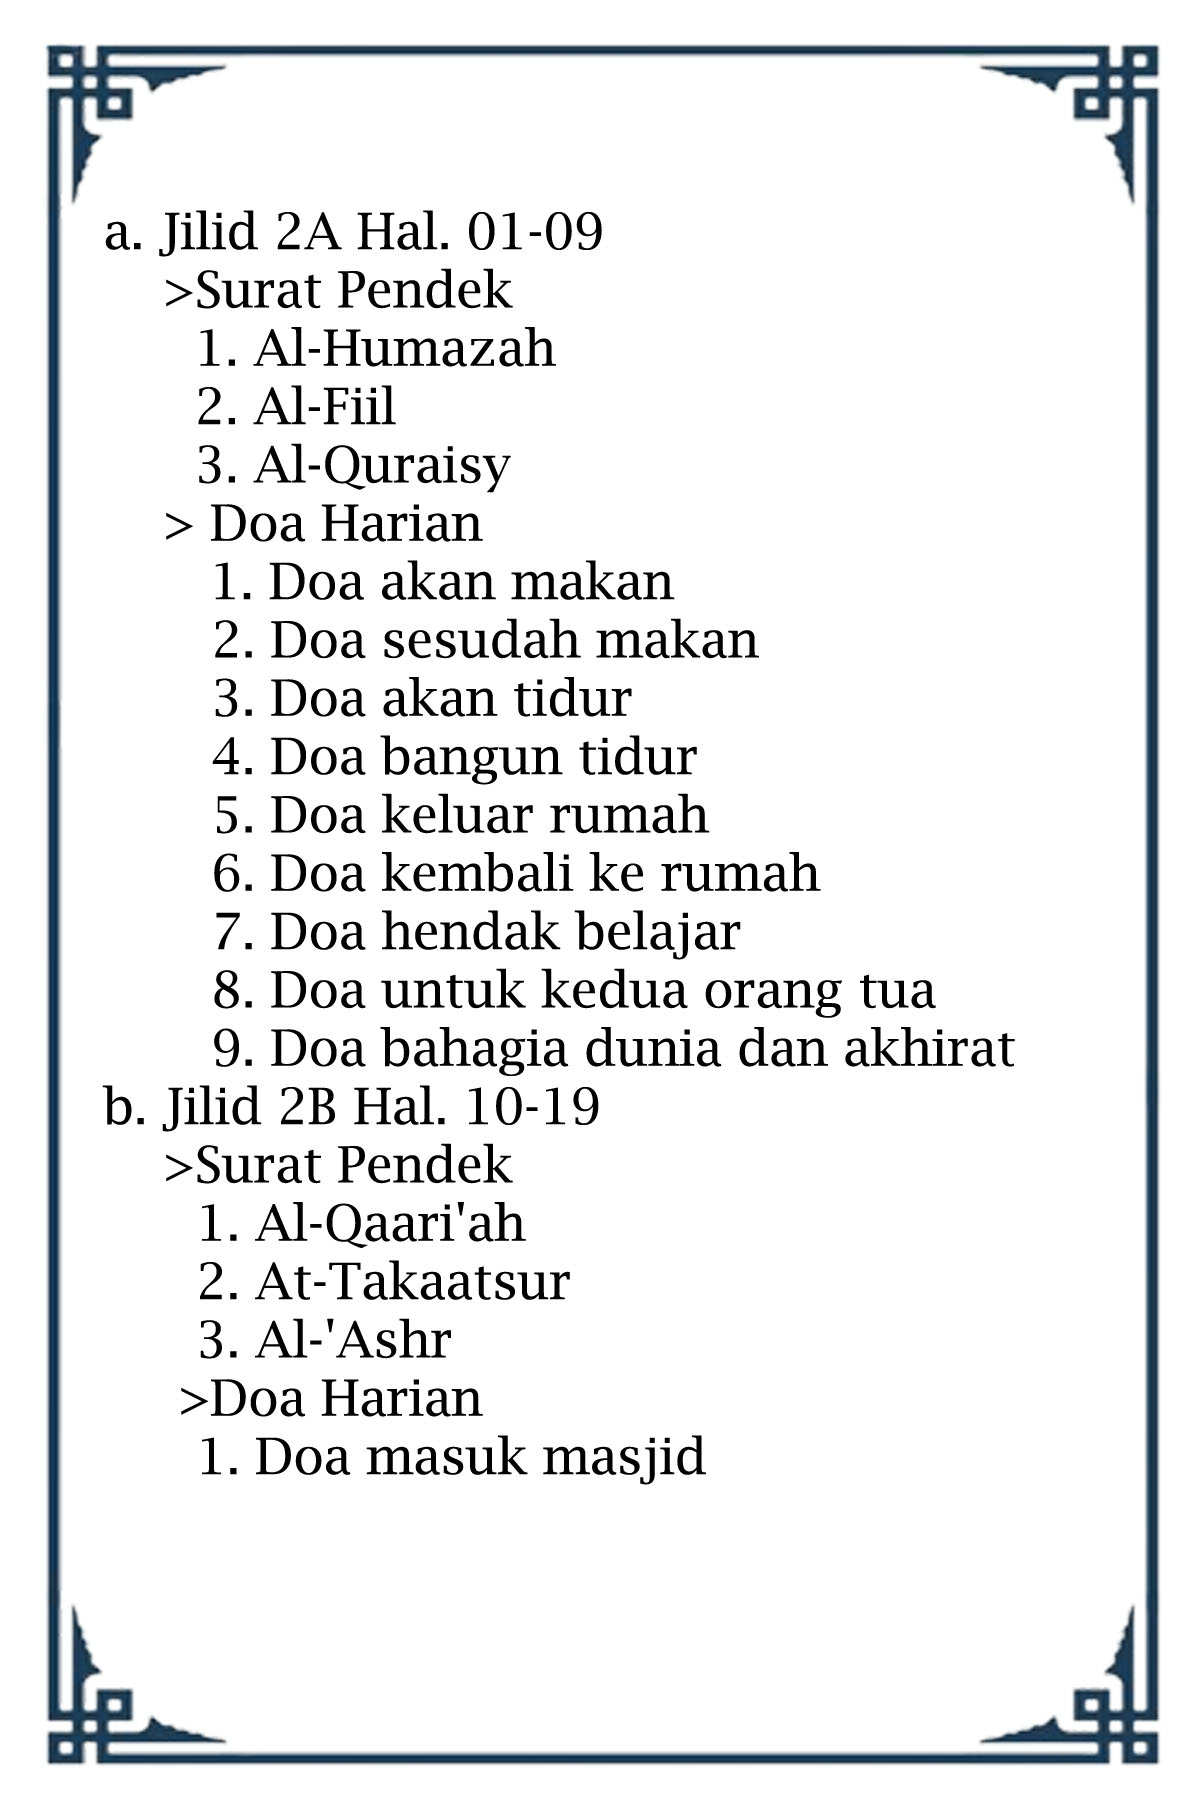 a. Jilid 2A Hal. 01-09
>Surat Pendek
1. Al-Humazah
2. Al-Fiil
3. Al-Quraisy
> Doa Harian
1. Doa akan makan
2. Doa sesudah makan
3. Doa akan tidur
4. Doa bangun tidur
5. Doa keluar rumah
6. Doa kembali ke rumah
7. Doa hendak belajar
8. Doa untuk kedua orang tua
9. Doa bahagia dunia dan akhirat
b. Jilid 2B Hal. 10-19
>Surat Pendek
1. Al-Qaari'ah
2. At-Takaatsur
3. Al-'Ashr
>Doa Harian
1. Doa masuk masjid